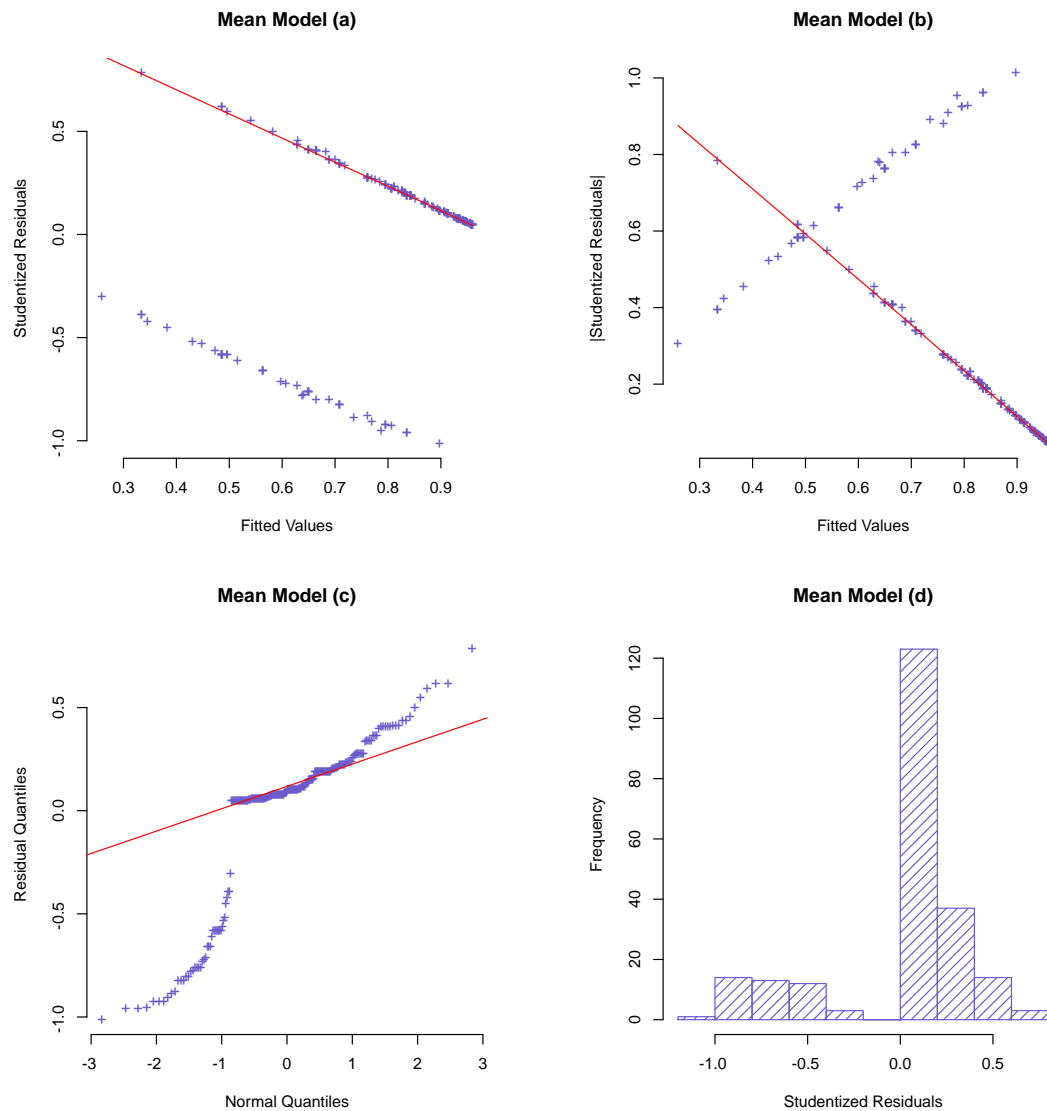 Mean Model (a)
Studentized Residuals
0.5
0.0
-0.5
-1.0
0.3 0.4 0.5 0.6 0.7 0.8 0.9
Fitted Values
Mean Model (b)
|Studentized Residuals|
1.0
0.8
0.6
0.4
0.2
0.3 0.4 0.5 0.6 0.7 0.8 0.9
Fitted Values
Mean Model (c)
Residual Quantiles
0.5
0.0
-0.5
-1.0
-3 -2 -1 0 1 2 3
Normal Quantiles
Mean Model (d)
Frequency
120
100
80
60
40
20
0
-1.0 -0.5 0.0 0.5
Studentized Residuals